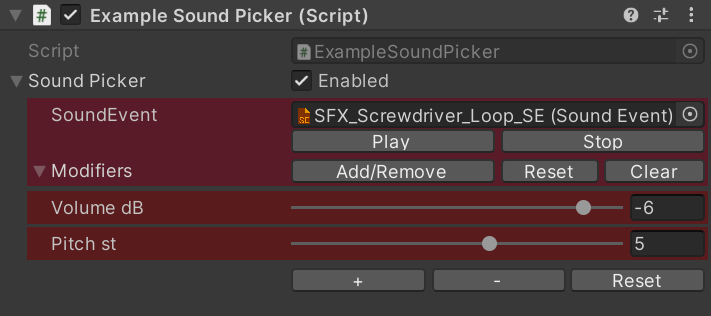 # Example Sound Picker (Script)
Script # ExampleSoundPicker
Sound Picker Enabled
SoundEvent SE SFX_Screwdriver_Loop_SE (Sound Event)
Play Stop
Modifiers Add/Remove Reset Clear
Volume dB -6
Pitch st 5
+ - Reset